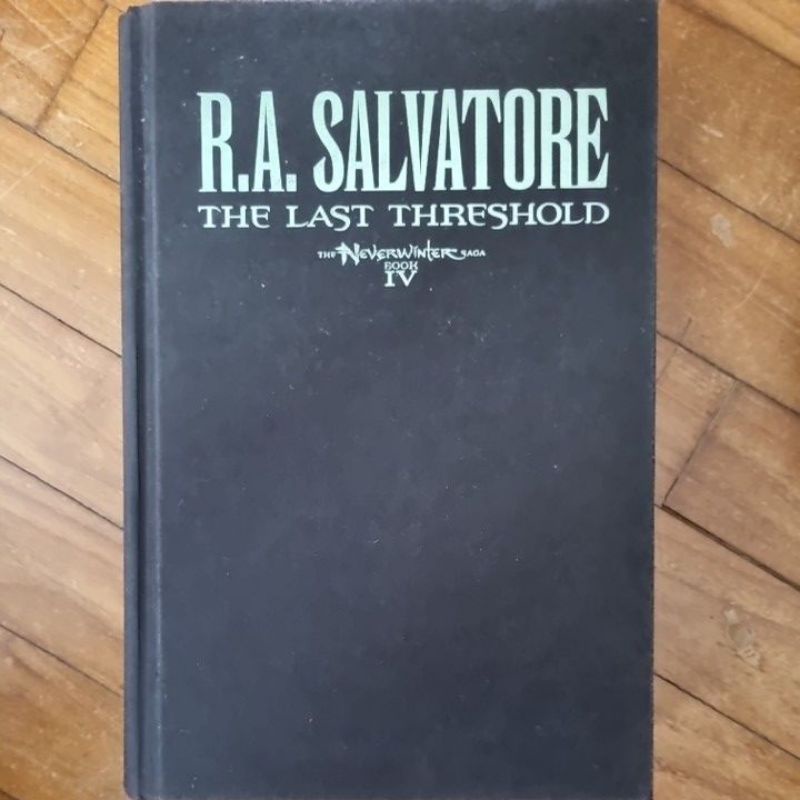 R.A. SALVATORE
THE LAST THRESHOLD
THE NEVERWINTER SAGA
BOOK
IV